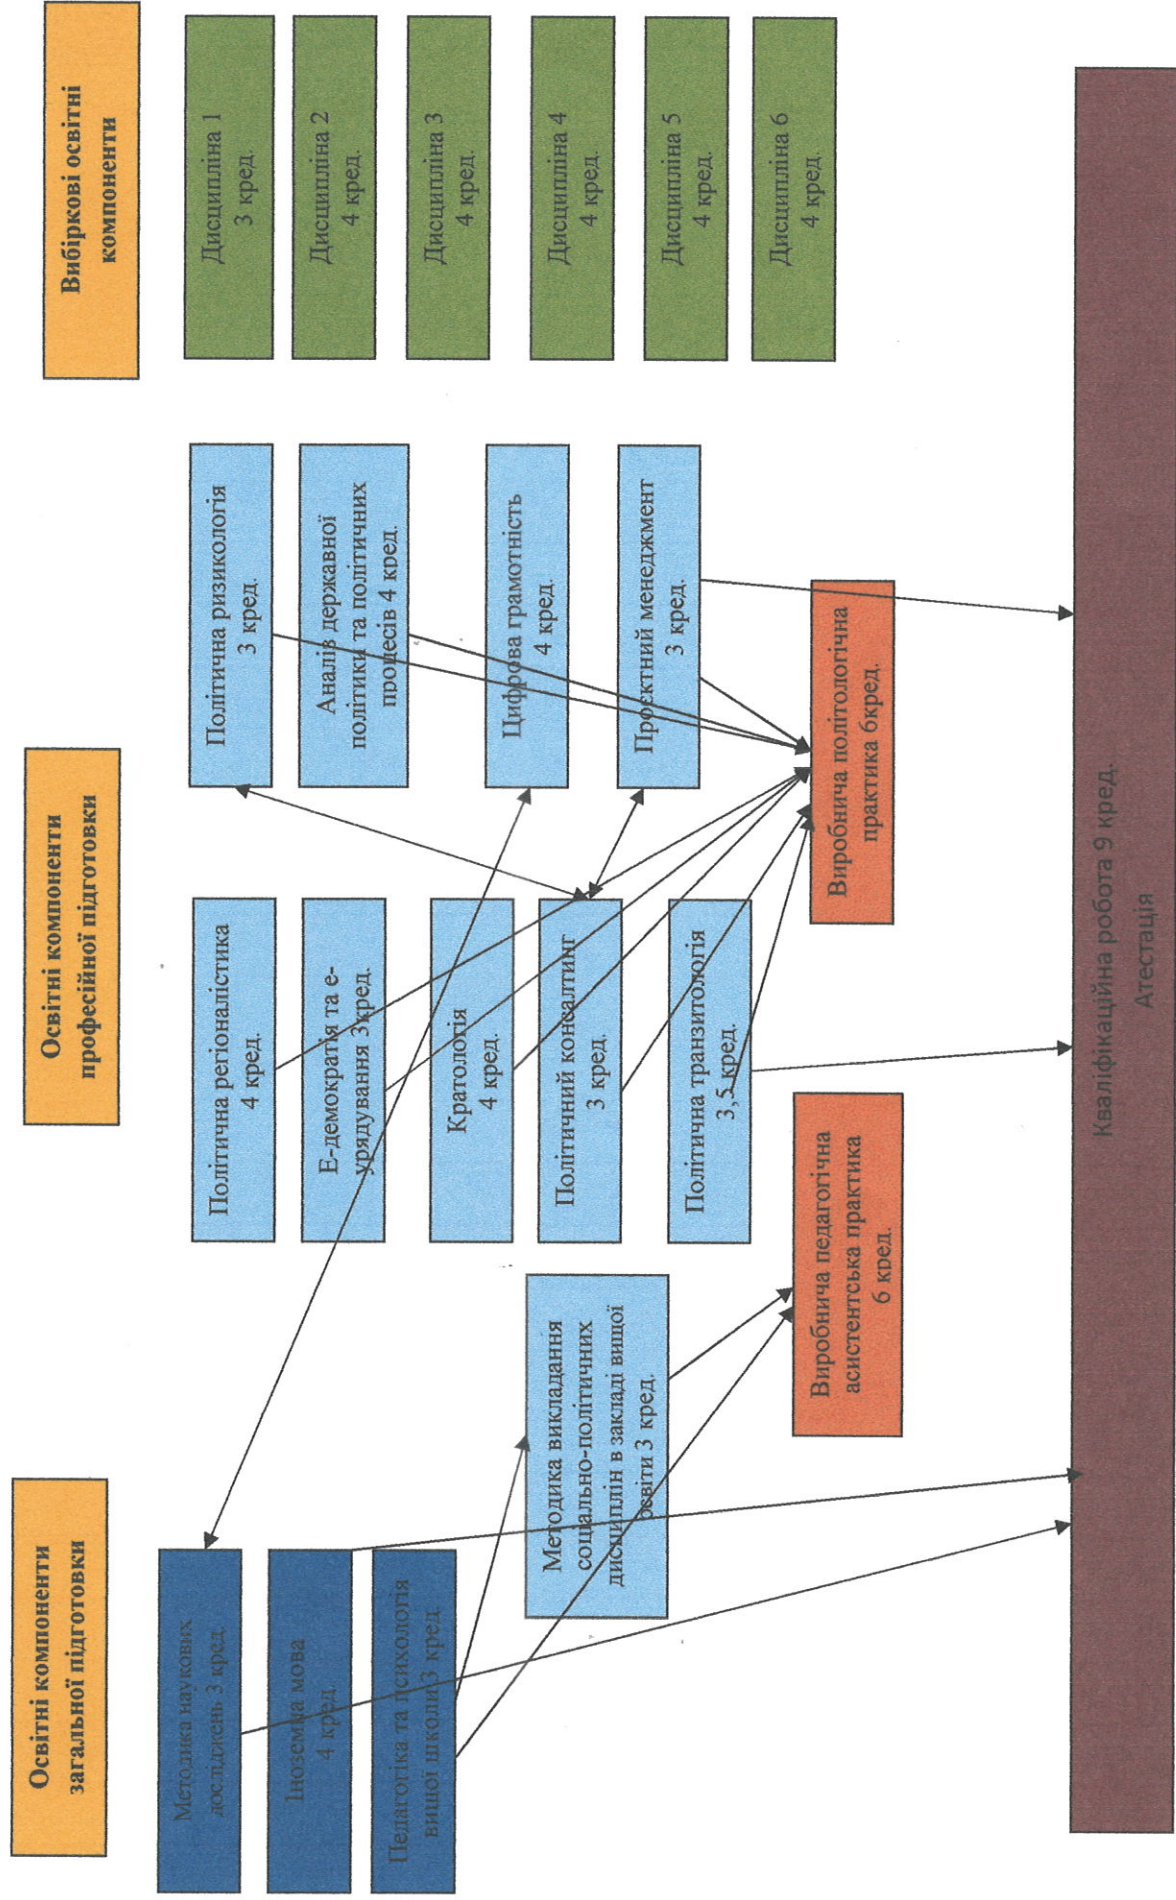 Освітні компоненти
загальної підготовки
Методика наукових
досліджень 3 кред.
Іноземна мова
4 кред.
Педагогіка та психологія
вищої школи 3 кред.
Методика викладання
соціально-політичних
дисциплін в закладі вищої
освіти 3 кред.
Виробнича педагогічна
асистентська практика
6 кред.
Освітні компоненти
професійної підготовки
Політична регіоналістика
4 кред.
Е-демократія та е-
урядування 3кред.
Кратологія
4 кред.
Політичний консалтинг
3 кред.
Політична транзитологія
3,5 кред.
Політична ризикологія
3 кред.
Аналіз державної
політики та політичних
процесів 4 кред.
Цифрова грамотність
4 кред.
Проєктний менеджмент
3 кред.
Виробнича політологічна
практика 6кред.
Вибіркові освітні
компоненти
Дисципліна 1
3 кред.
Дисципліна 2
4 кред.
Дисципліна 3
4 кред.
Дисципліна 4
4 кред.
Дисципліна 5
4 кред.
Дисципліна 6
4 кред.
Кваліфікаційна робота 9 кред.
Атестація